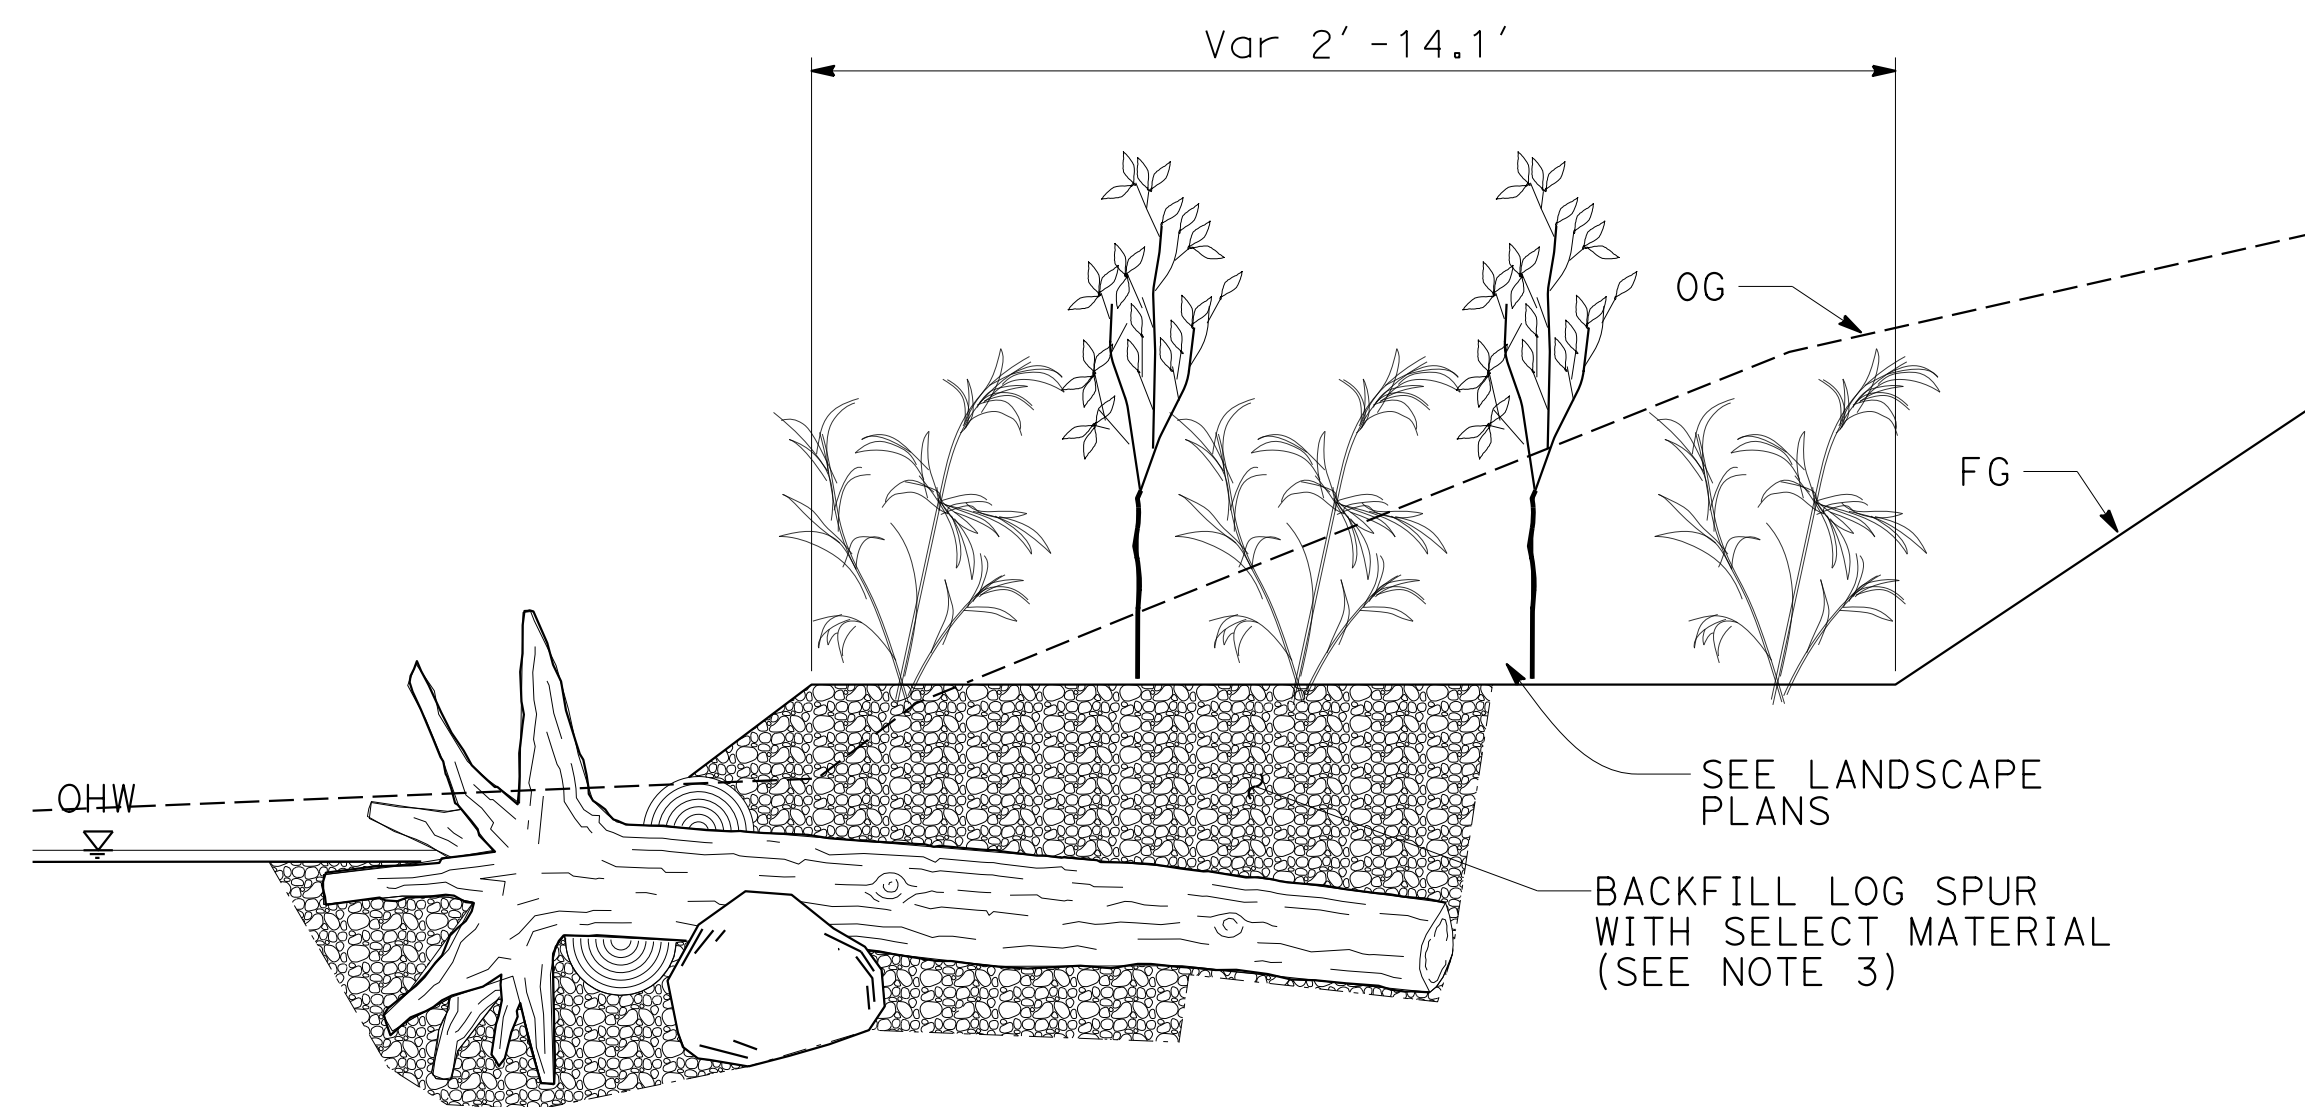 Var 2'-14.1'
OG
FG
OHW
SEE LANDSCAPE
PLANS
BACKFILL LOG SPUR
WITH SELECT MATERIAL
(SEE NOTE 3)